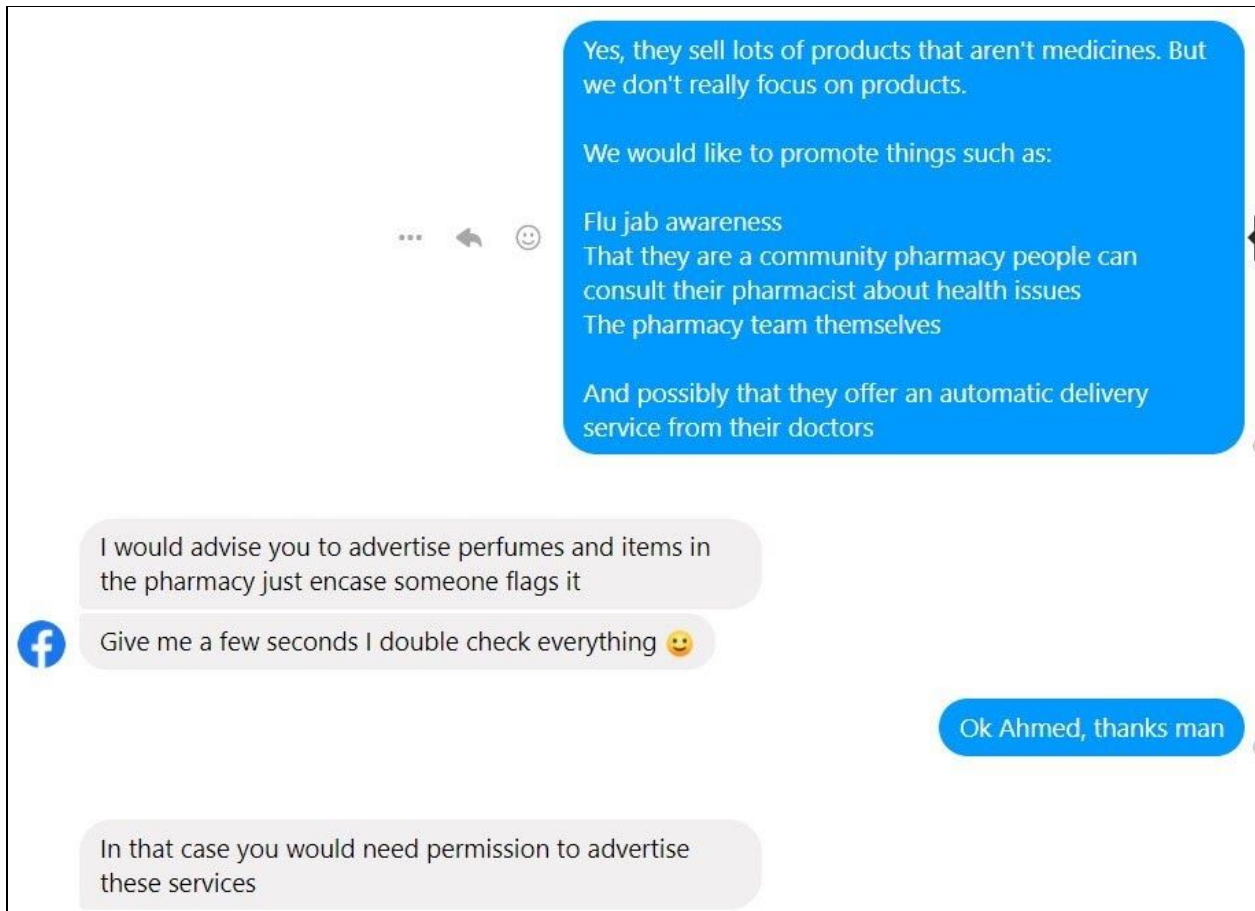 Yes, they sell lots of products that aren't medicines. But
we don't really focus on products.
We would like to promote things such as:
Flu jab awareness
That they are a community pharmacy people can
consult their pharmacist about health issues
The pharmacy team themselves
And possibly that they offer an automatic delivery
service from their doctors
I would advise you to advertise perfumes and items in
the pharmacy just encase someone flags it
Give me a few seconds I double check everything 🙂
Ok Ahmed, thanks man
In that case you would need permission to advertise
these services